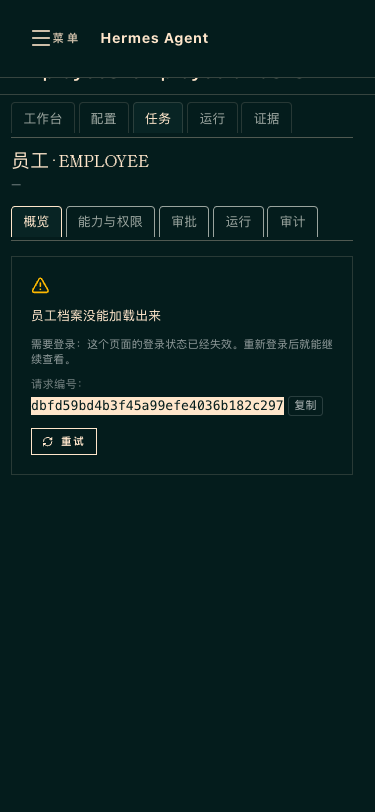 菜单
Hermes Agent
工作台
配置
任务
运行
证据
员工·EMPLOYEE
—
概览
能力与权限
审批
运行
审计
员工档案没能加载出来
需要登录：这个页面的登录状态已经失效。重新登录后就能继
续查看。
请求编号：
dbfd59bd4b3f45a99efe4036b182c297
复制
重试